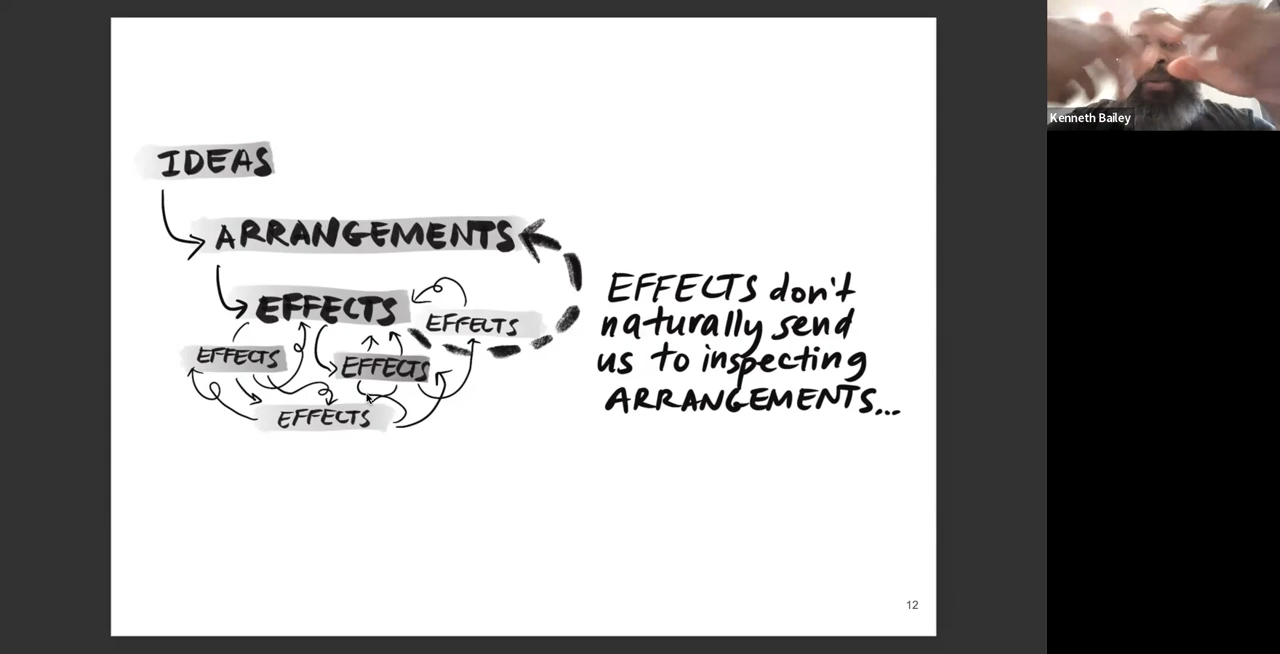 IDEAS
ARRANGEMENTS
EFFECTS
EFFECTS
EFFECTS
EFFECTS
EFFECTS
EFFECTS don't
naturally send
us to inspecting
ARRANGEMENTS...
12
Kenneth Bailey